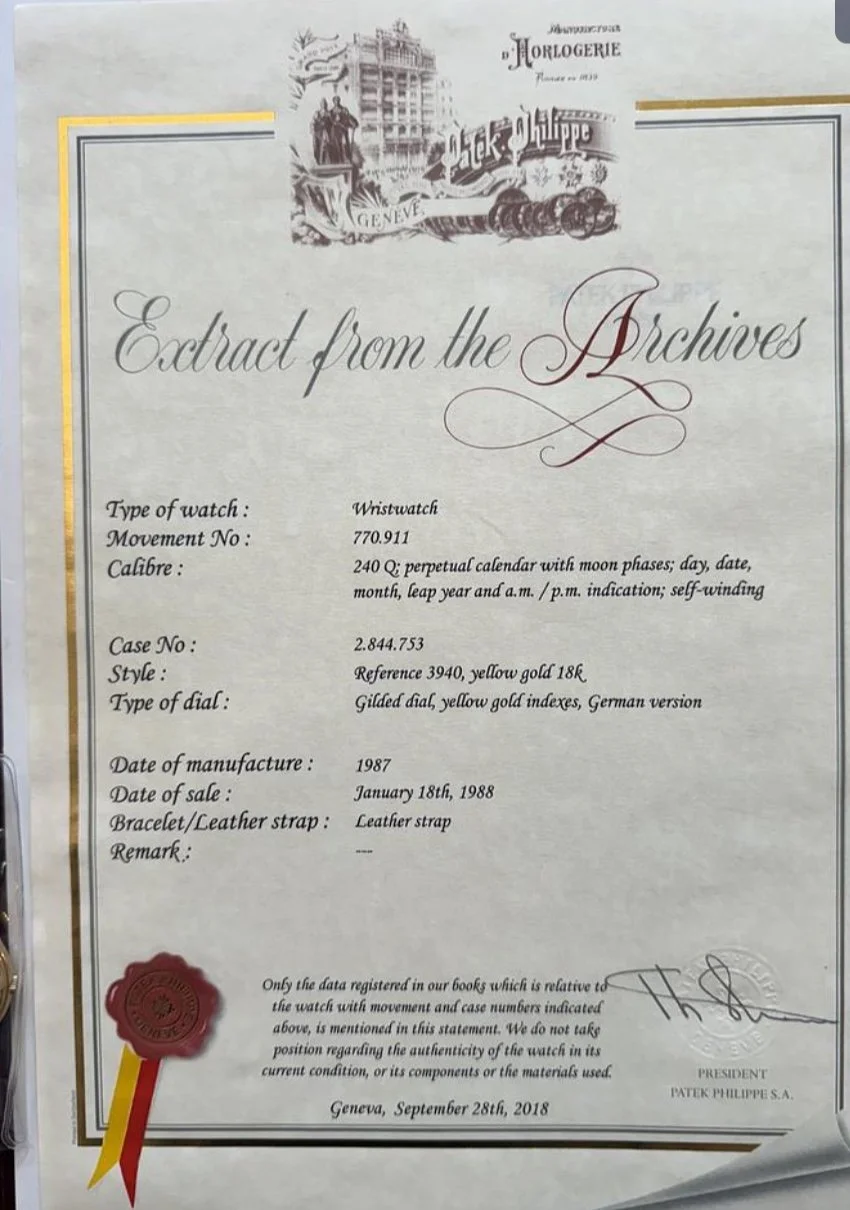 D'HORLOGERIE
Patek Philippe
GENÈVE
Extract from the Archives
Type of watch : Wristwatch
Movement No : 770.911
Calibre : 240 Q; perpetual calendar with moon phases; day, date,
month, leap year and a.m. / p.m. indication; self-winding
Case No : 2.844.753
Style : Reference 3940, yellow gold 18k
Type of dial : Gilded dial, yellow gold indexes, German version
Date of manufacture : 1987
Date of sale : January 18th, 1988
Bracelet/Leather strap : Leather strap
Remark : ---
Only the data registered in our books which is relative to
the watch with movement and case numbers indicated
above, is mentioned in this statement. We do not take
position regarding the authenticity of the watch in its
current condition, or its components or the materials used.
Geneva, September 28th, 2018
PRESIDENT
PATEK PHILIPPE S.A.
PATEK PHILIPPE
GENEVE